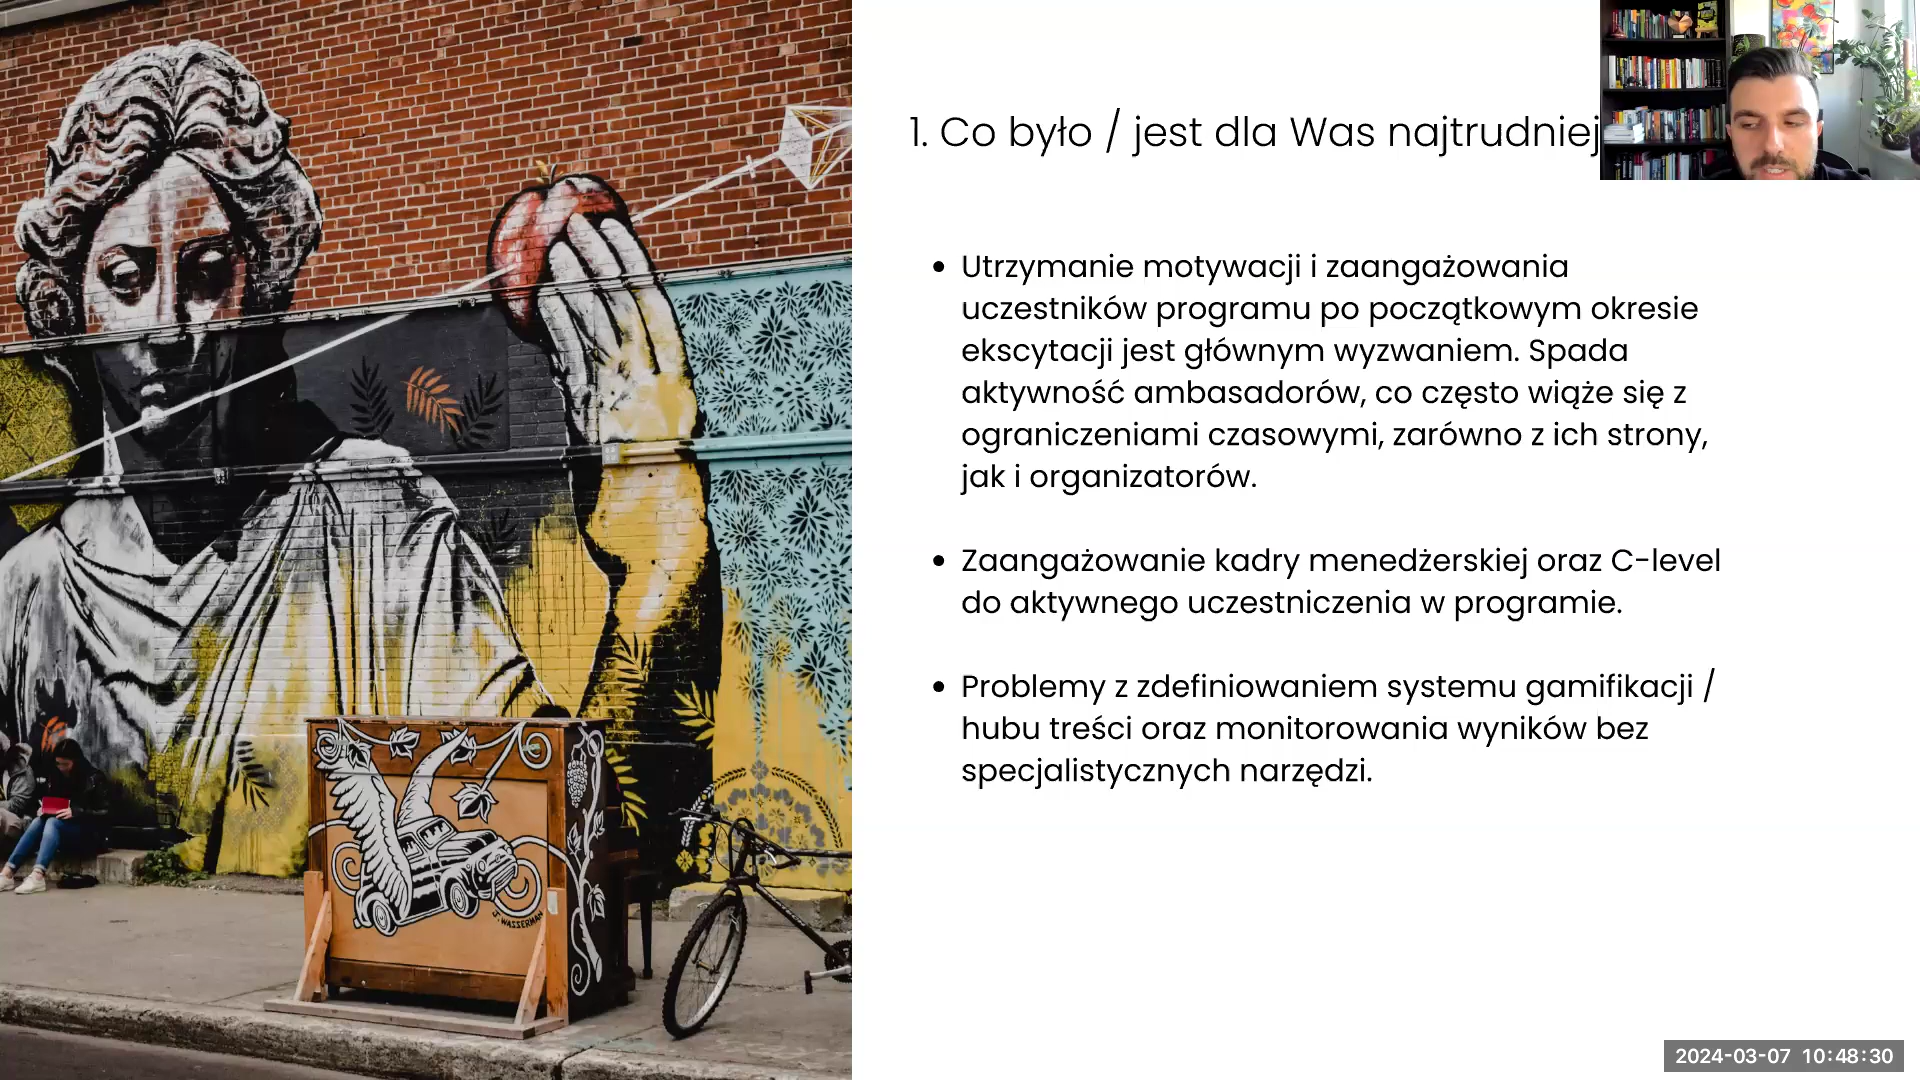 1. Co było / jest dla Was najtrudniej
Utrzymanie motywacji i zaangażowania
uczestników programu po początkowym okresie
ekscytacji jest głównym wyzwaniem. Spada
aktywność ambasadorów, co często wiąże się z
ograniczeniami czasowymi, zarówno z ich strony,
jak i organizatorów.
Zaangażowanie kadry menedżerskiej oraz C-level
do aktywnego uczestniczenia w programie.
Problemy z zdefiniowaniem systemu gamifikacji /
hubu treści oraz monitorowania wyników bez
specjalistycznych narzędzi.
J. WASSERMAN
2024-03-07 10:48:30